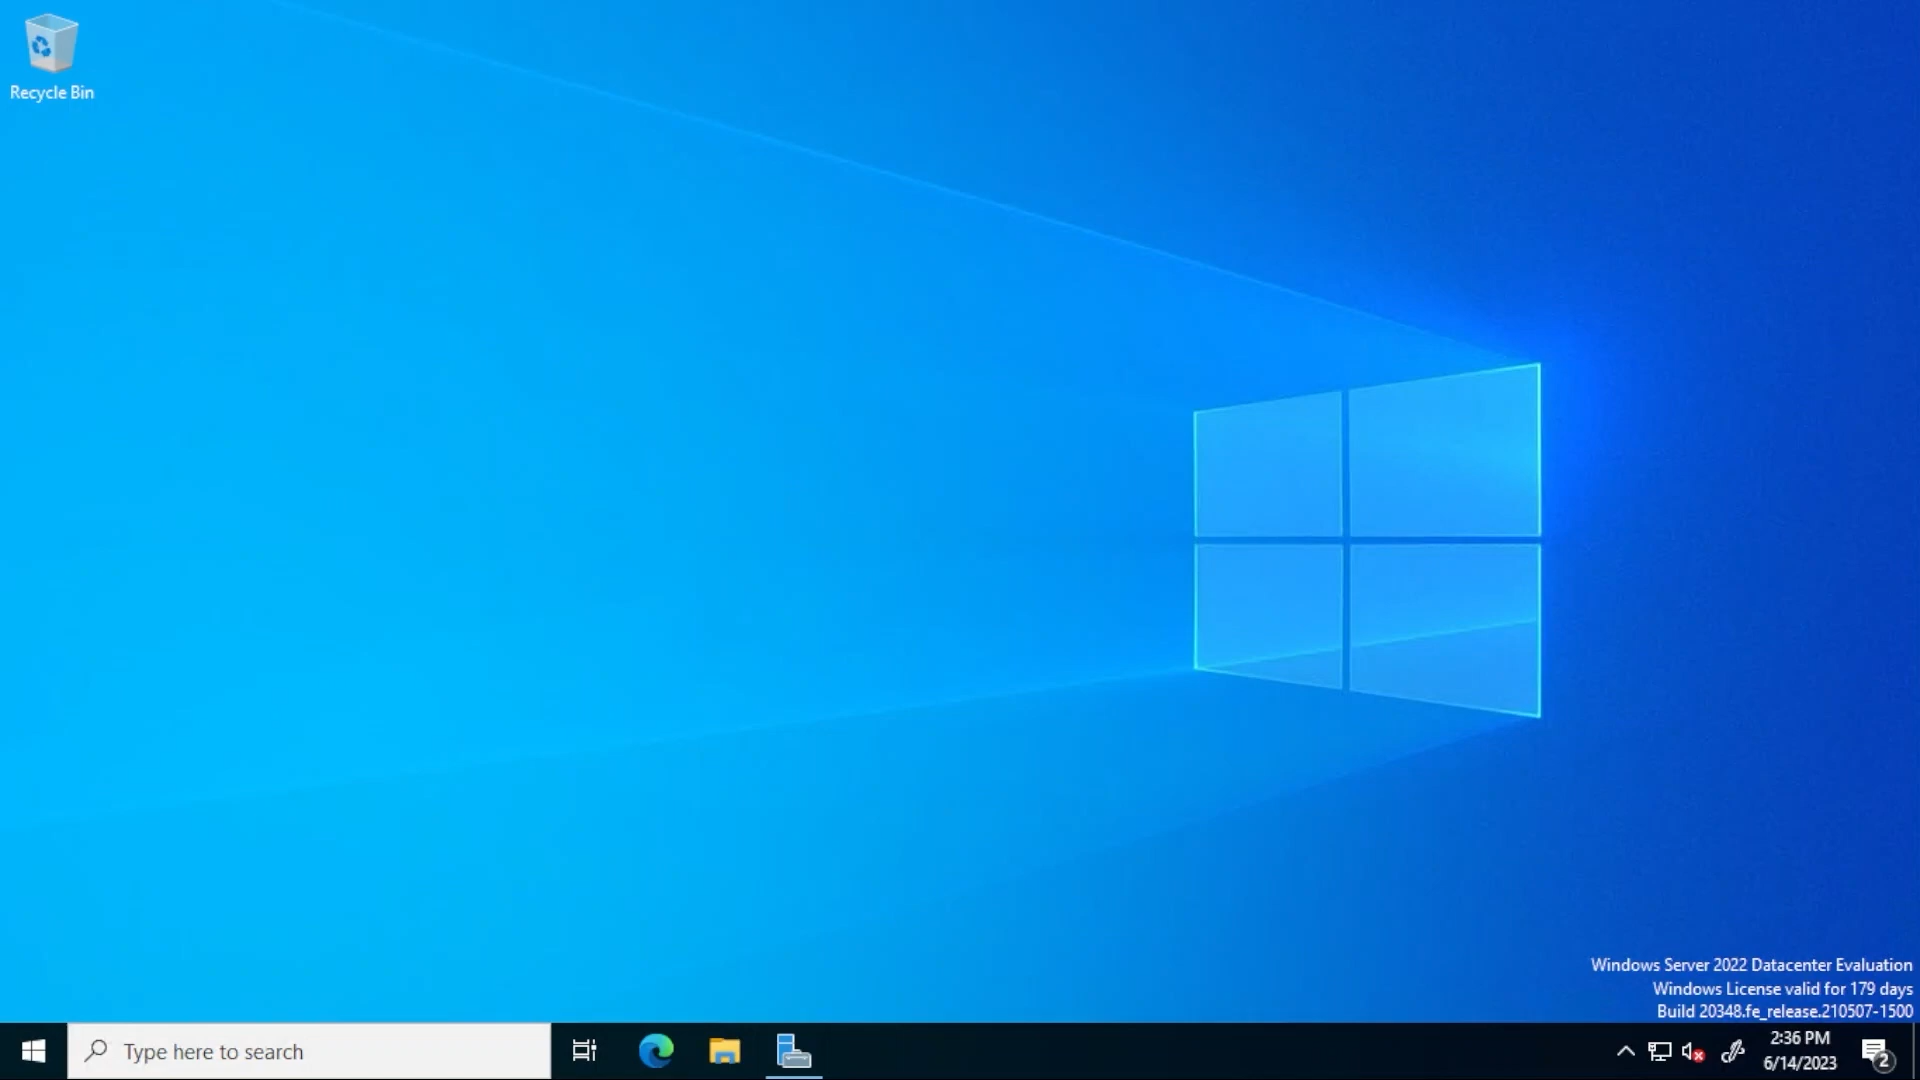 Recycle Bin
Windows Server 2022 Datacenter Evaluation
Windows License valid for 179 days
Build 20348.fe_release.210507-1500
Type here to search
2:36 PM
6/14/2023
2